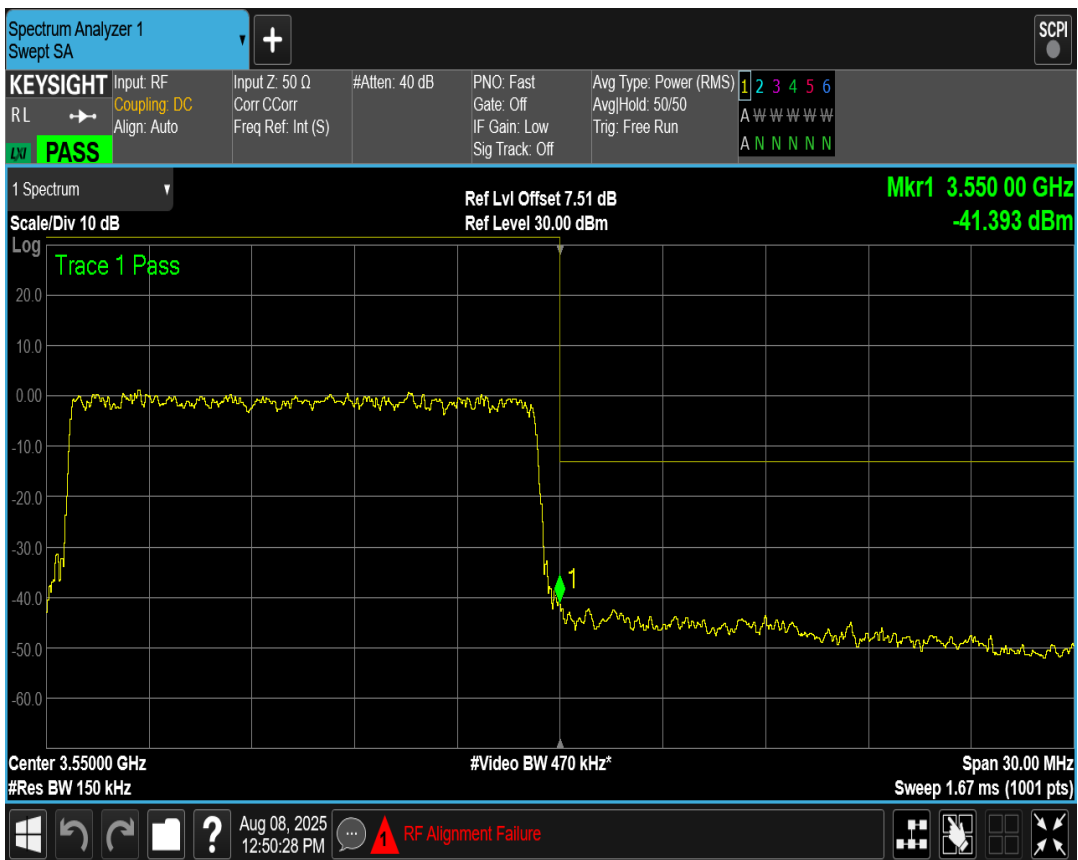 Spectrum Analyzer 1
Swept SA
+
SCPI
KEYSIGHT
RL
LXI PASS
Input: RF
Coupling: DC
Align: Auto
Input Z: 50 Ω
Corr CCorr
Freq Ref: Int (S)
#Atten: 40 dB
PNO: Fast
Gate: Off
IF Gain: Low
Sig Track: Off
Avg Type: Power (RMS)
Avg|Hold: 50/50
Trig: Free Run
1 2 3 4 5 6
A W W W W W
A N N N N N
1 Spectrum
Scale/Div 10 dB
Ref Lvl Offset 7.51 dB
Ref Level 30.00 dBm
Mkr1 3.550 00 GHz
-41.393 dBm
Log
Trace 1 Pass
20.0
10.0
0.00
-10.0
-20.0
-30.0
1
-40.0
-50.0
-60.0
Center 3.55000 GHz
#Res BW 150 kHz
#Video BW 470 kHz*
Span 30.00 MHz
Sweep 1.67 ms (1001 pts)
?
Aug 08, 2025
12:50:28 PM
1
RF Alignment Failure